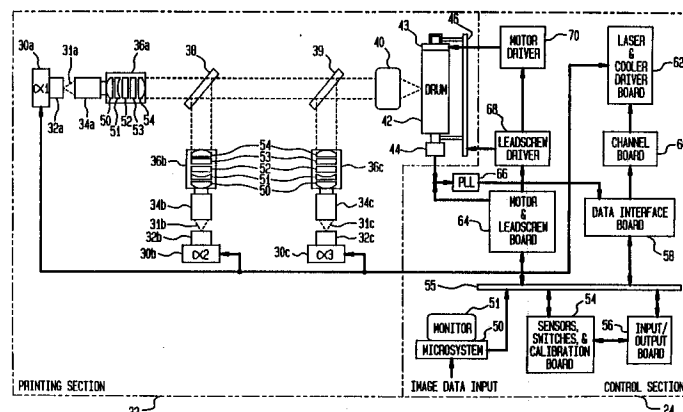 30a
31a
36a
38
39
40
43
46
70
MOTOR DRIVER
LASER & COOLER DRIVER BOARD
62
∝1
32a
34a
50
51
52
53
54
DRUM
42
44
68
LEADSCREW DRIVER
CHANNEL BOARD
PLL
66
64
MOTOR & LEADSCREW BOARD
DATA INTERFACE BOARD
58
36b
54
53
52
51
50
36c
34b
34c
31b
31c
32b
32c
30b
∝2
30c
∝3
55
51
MONITOR
50
MICROSYSTEM
54
SENSORS, SWITCHES, & CALIBRATION BOARD
56
INPUT/ OUTPUT BOARD
PRINTING SECTION
IMAGE DATA INPUT
CONTROL SECTION
22
24